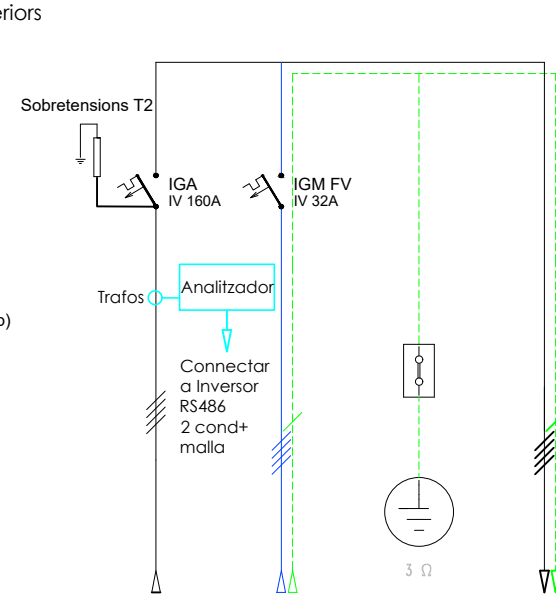 eriors
Sobretensions T2
IGA
IV 160A
IGM FV
IV 32A
Trafos
Analitzador
o)
Connectar
a Inversor
RS486
2 cond+
malla
3 Ω